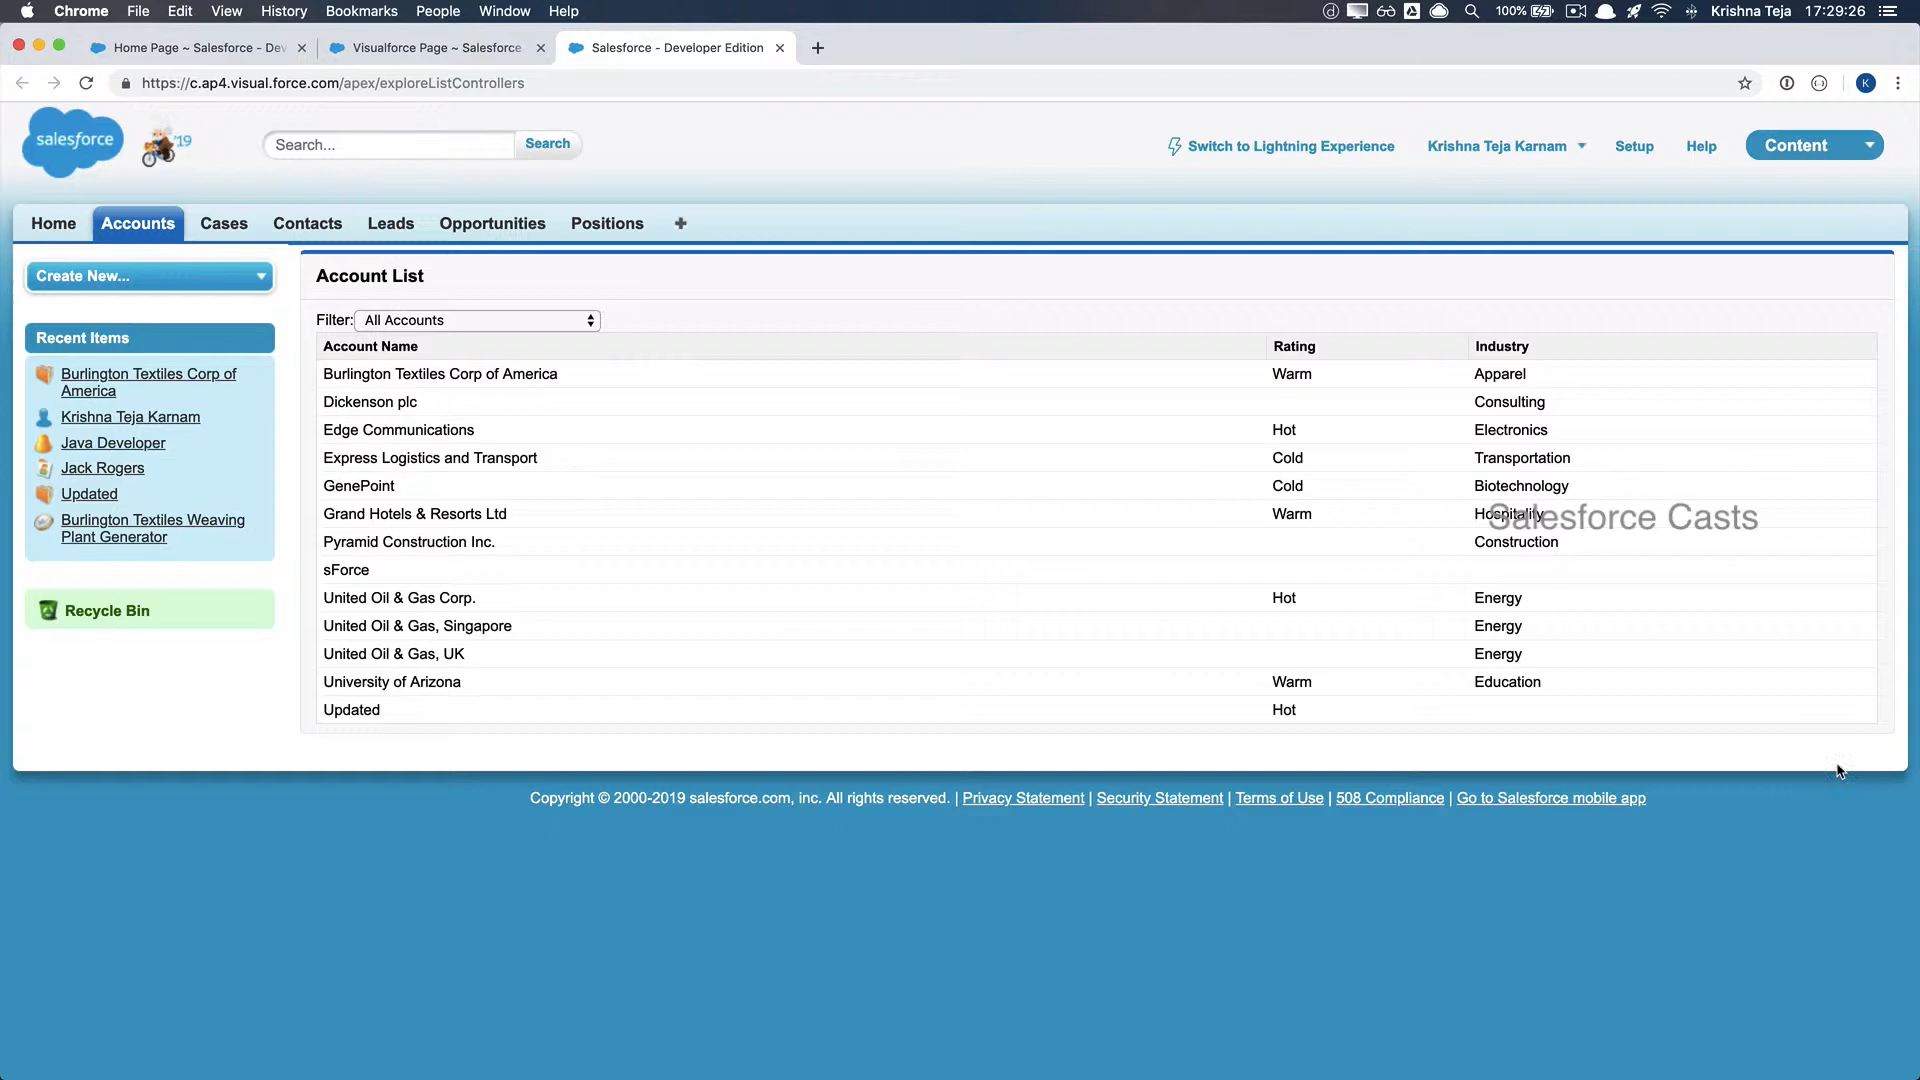 Chrome File Edit View History Bookmarks People Window Help 100% Krishna Teja 17:29:26
Home Page ~ Salesforce - Dev Visualforce Page ~ Salesforce Salesforce - Developer Edition
https://c.ap4.visual.force.com/apex/exploreListControllers K
salesforce '19 Search... Search Switch to Lightning Experience Krishna Teja Karnam Setup Help Content
Home Accounts Cases Contacts Leads Opportunities Positions +
Create New...
Recent Items
Burlington Textiles Corp of
America
Krishna Teja Karnam
Java Developer
Jack Rogers
Updated
Burlington Textiles Weaving
Plant Generator
Recycle Bin
Account List
Filter: All Accounts
Account Name Rating Industry
Burlington Textiles Corp of America Warm Apparel
Dickenson plc Consulting
Edge Communications Hot Electronics
Express Logistics and Transport Cold Transportation
GenePoint Cold Biotechnology
Grand Hotels & Resorts Ltd Warm Hospitality
Salesforce Casts
Pyramid Construction Inc. Construction
sForce
United Oil & Gas Corp. Hot Energy
United Oil & Gas, Singapore Energy
United Oil & Gas, UK Energy
University of Arizona Warm Education
Updated Hot
Copyright © 2000-2019 salesforce.com, inc. All rights reserved. | Privacy Statement | Security Statement | Terms of Use | 508 Compliance | Go to Salesforce mobile app